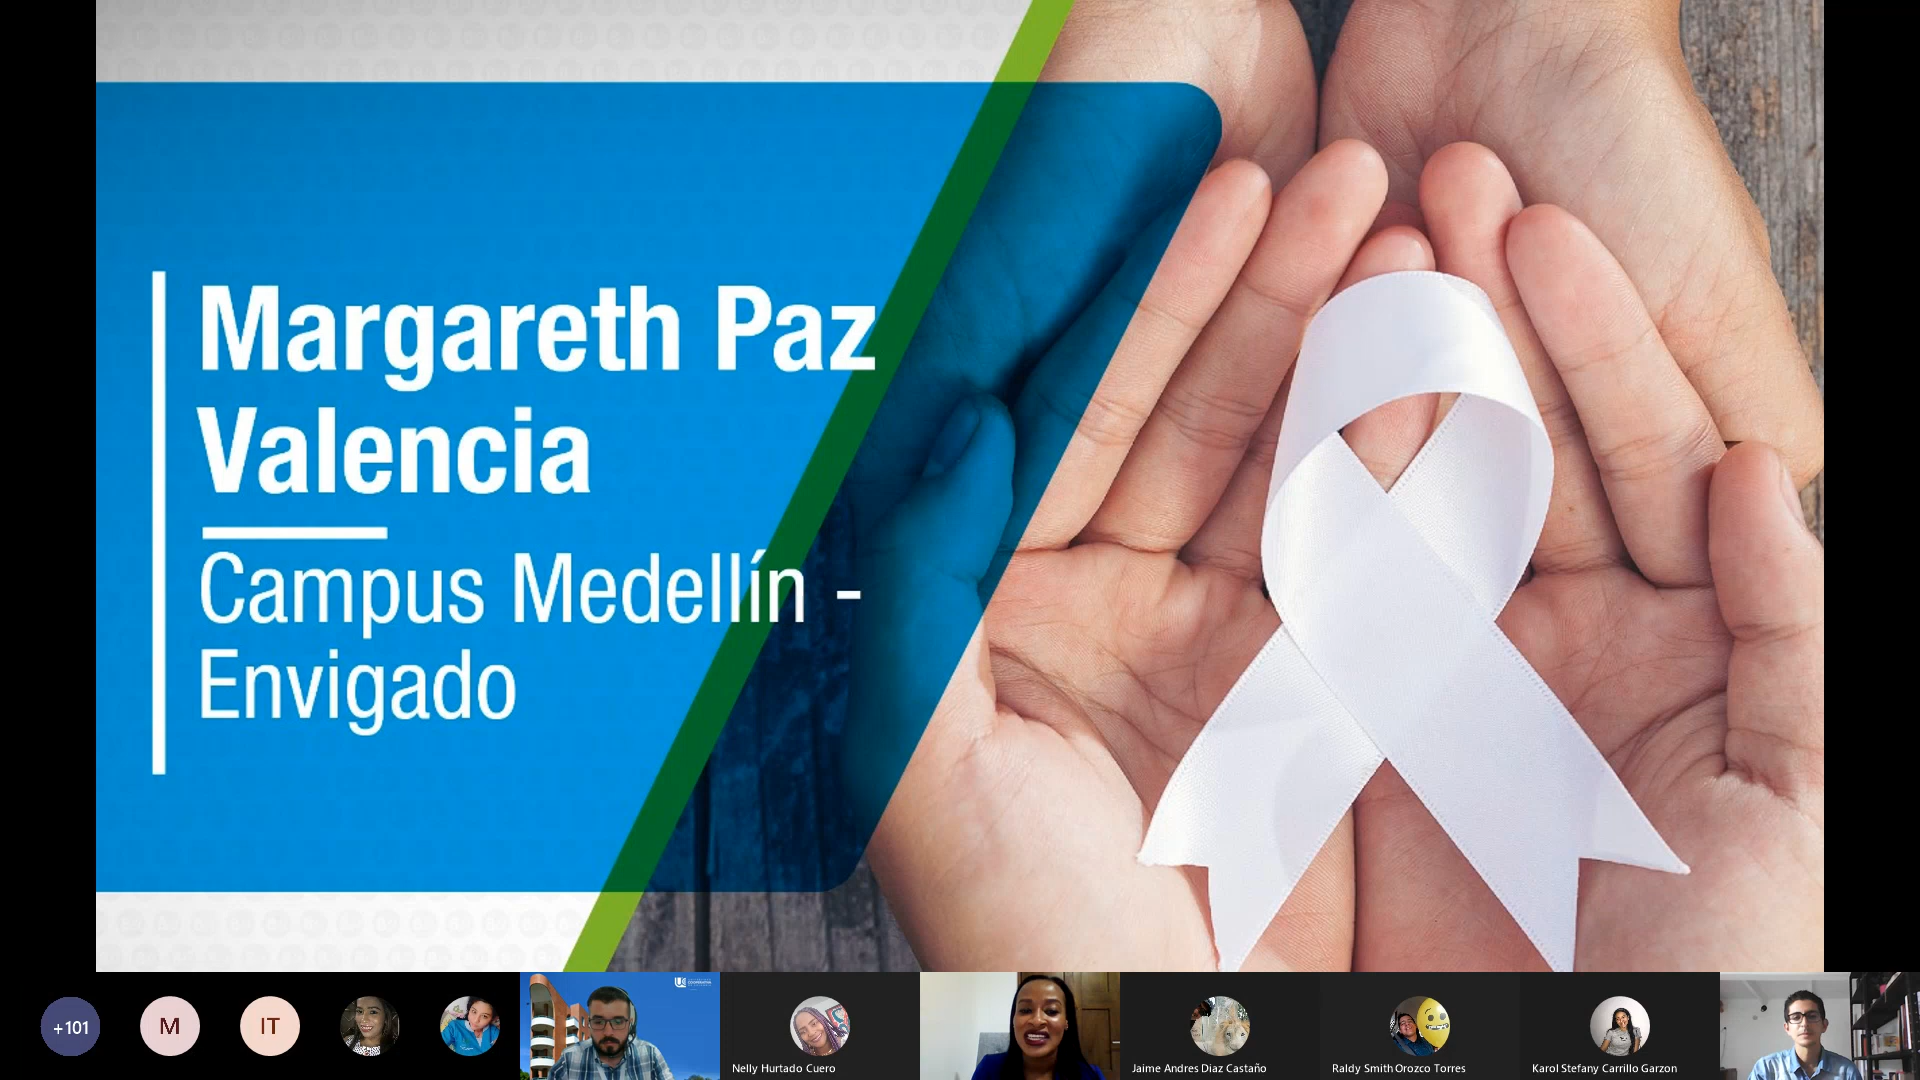 Margareth Paz
Valencia
Campus Medellín -
Envigado
+101
M
IT
Nelly Hurtado Cuero
Jaime Andres Diaz Castaño
Raldy Smith Orozco Torres
Karol Stefany Carrillo Garzon